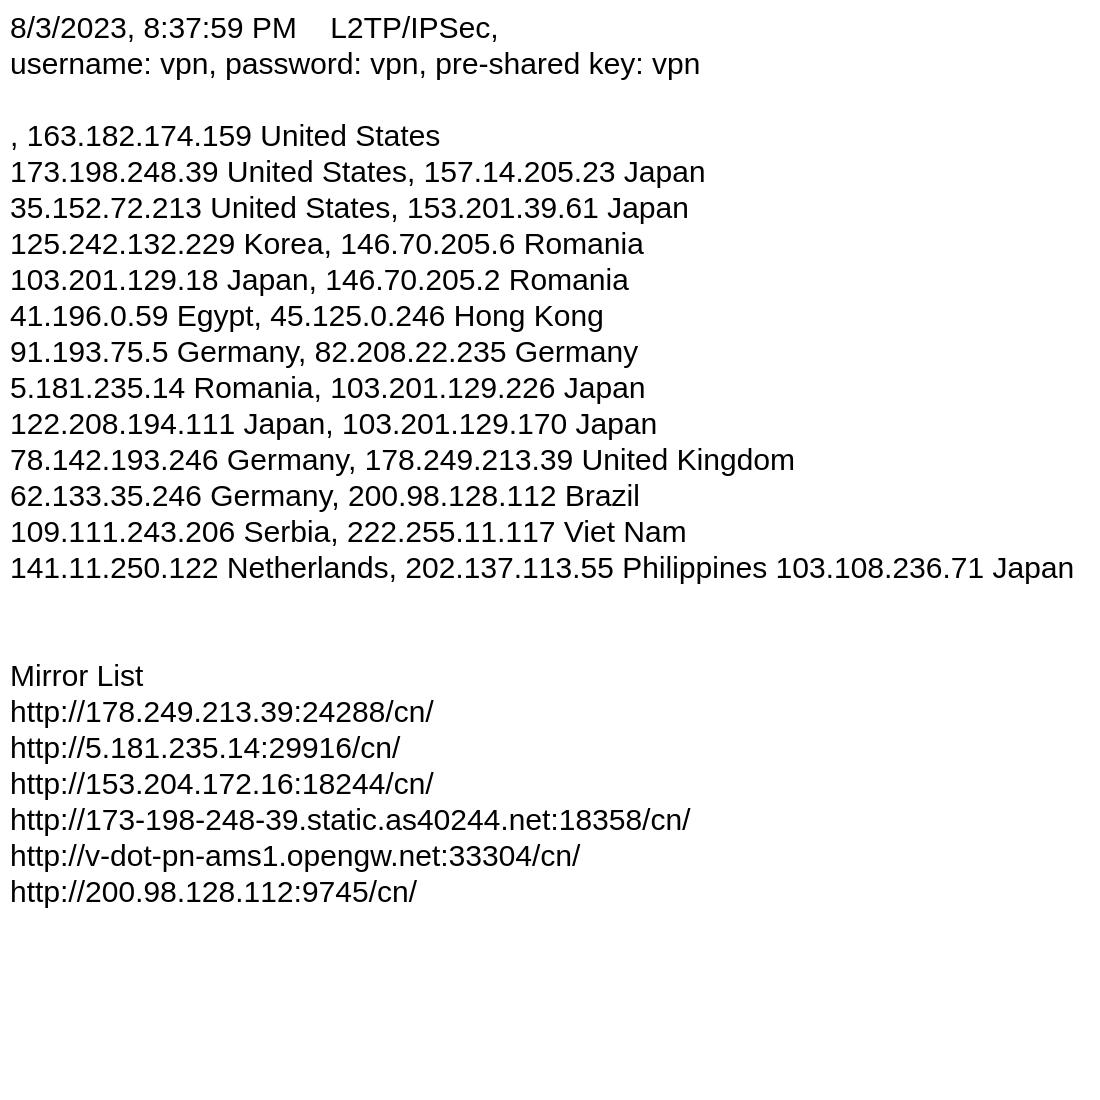 8/3/2023, 8:37:59 PM    L2TP/IPSec,
username: vpn, password: vpn, pre-shared key: vpn
, 163.182.174.159 United States
173.198.248.39 United States, 157.14.205.23 Japan
35.152.72.213 United States, 153.201.39.61 Japan
125.242.132.229 Korea, 146.70.205.6 Romania
103.201.129.18 Japan, 146.70.205.2 Romania
41.196.0.59 Egypt, 45.125.0.246 Hong Kong
91.193.75.5 Germany, 82.208.22.235 Germany
5.181.235.14 Romania, 103.201.129.226 Japan
122.208.194.111 Japan, 103.201.129.170 Japan
78.142.193.246 Germany, 178.249.213.39 United Kingdom
62.133.35.246 Germany, 200.98.128.112 Brazil
109.111.243.206 Serbia, 222.255.11.117 Viet Nam
141.11.250.122 Netherlands, 202.137.113.55 Philippines 103.108.236.71 Japan
Mirror List
http://178.249.213.39:24288/cn/
http://5.181.235.14:29916/cn/
http://153.204.172.16:18244/cn/
http://173-198-248-39.static.as40244.net:18358/cn/
http://v-dot-pn-ams1.opengw.net:33304/cn/
http://200.98.128.112:9745/cn/